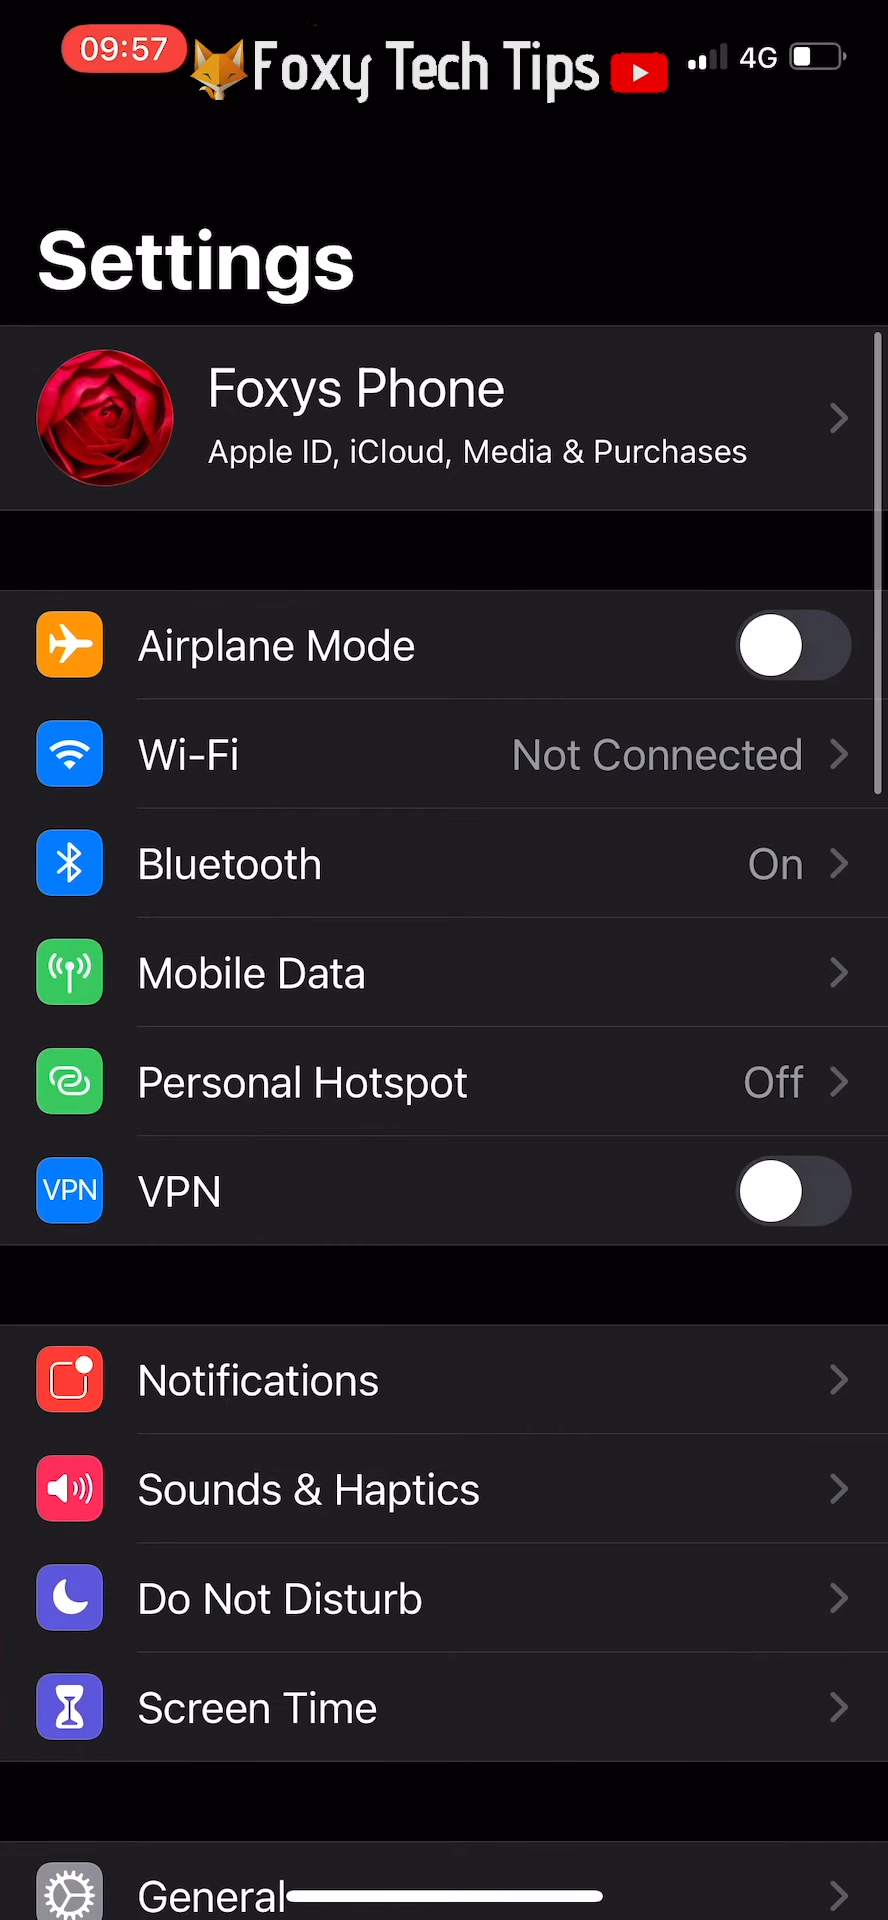 09:57 Foxy Tech Tips 4G
Settings
Foxys Phone
Apple ID, iCloud, Media & Purchases
Airplane Mode
Wi-Fi Not Connected
Bluetooth On
Mobile Data
Personal Hotspot Off
VPN VPN
Notifications
Sounds & Haptics
Do Not Disturb
Screen Time
General